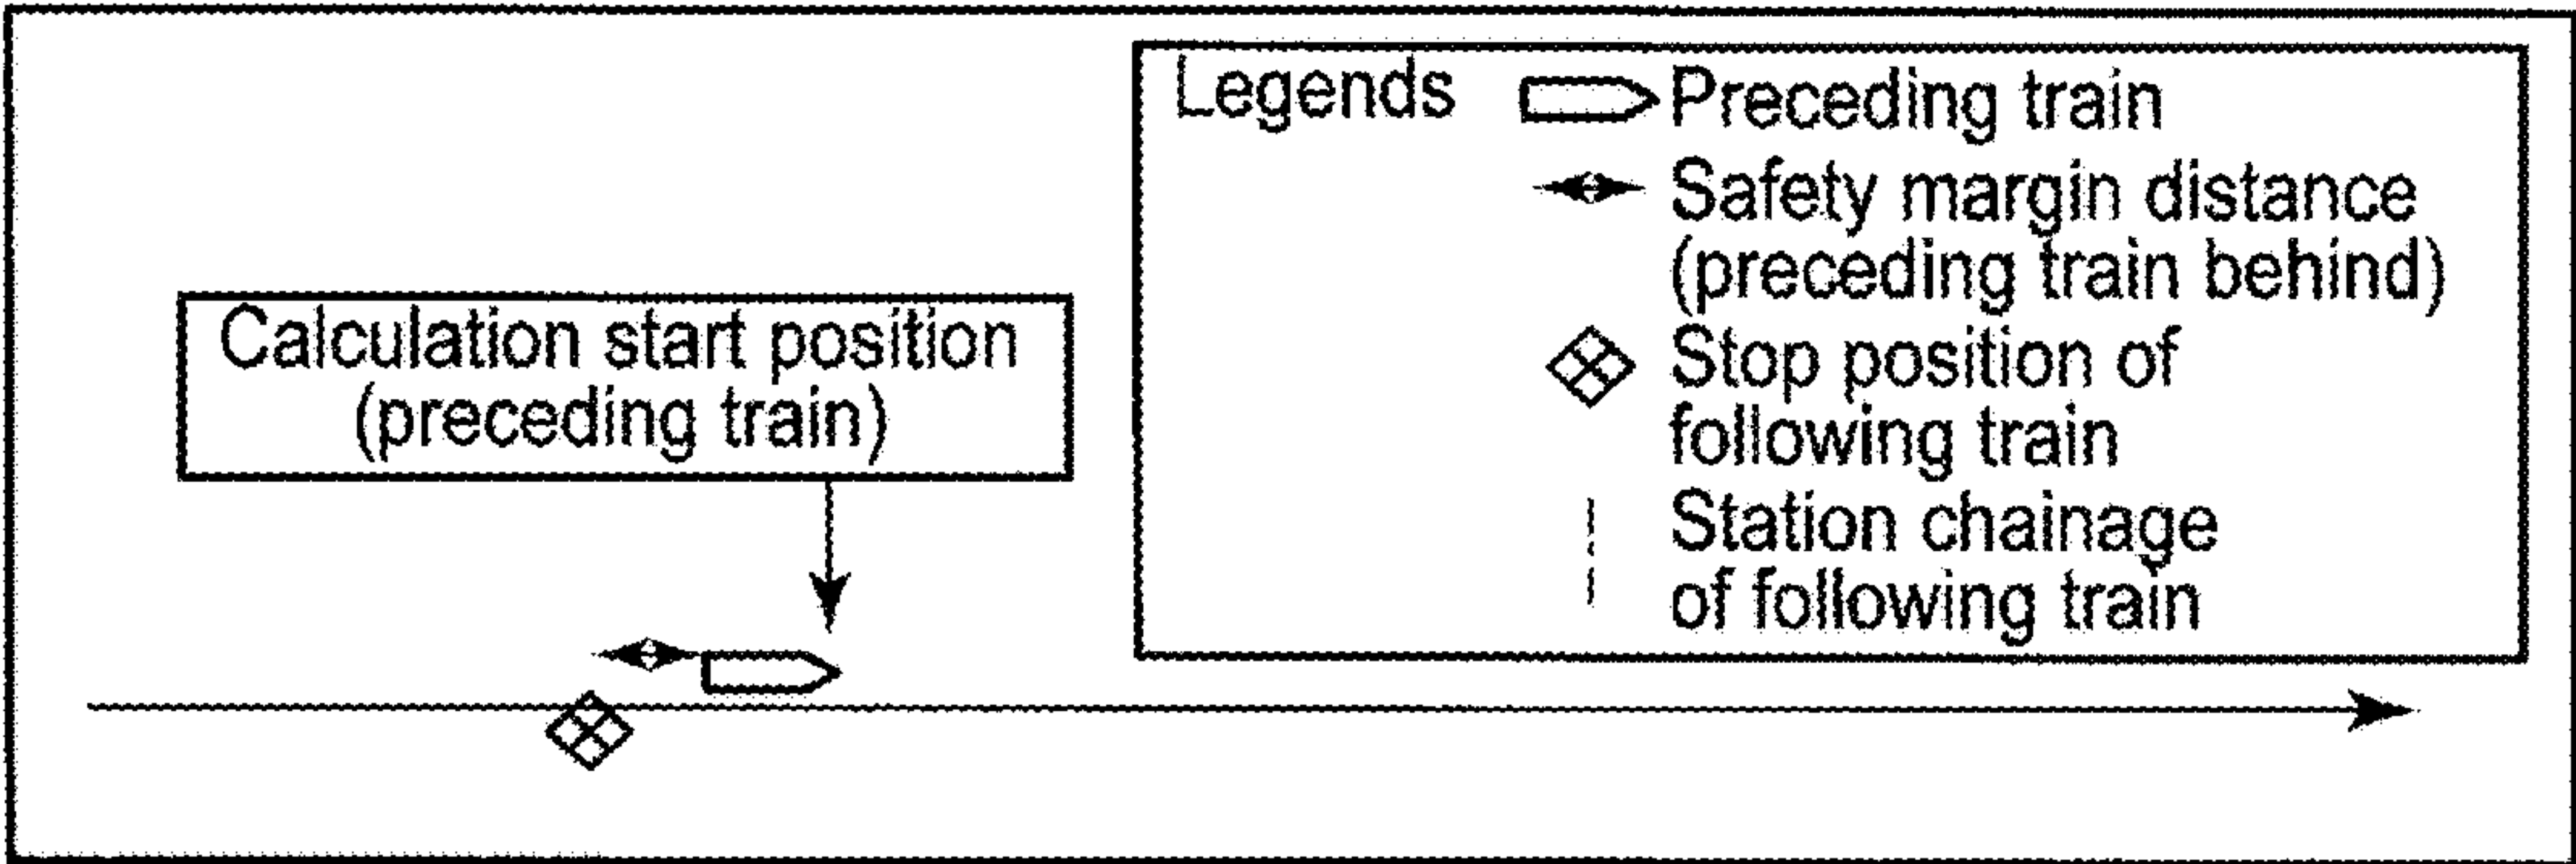 Legends
Preceding train
Safety margin distance
(preceding train behind)
Stop position of
following train
Station chainage
of following train
Calculation start position
(preceding train)